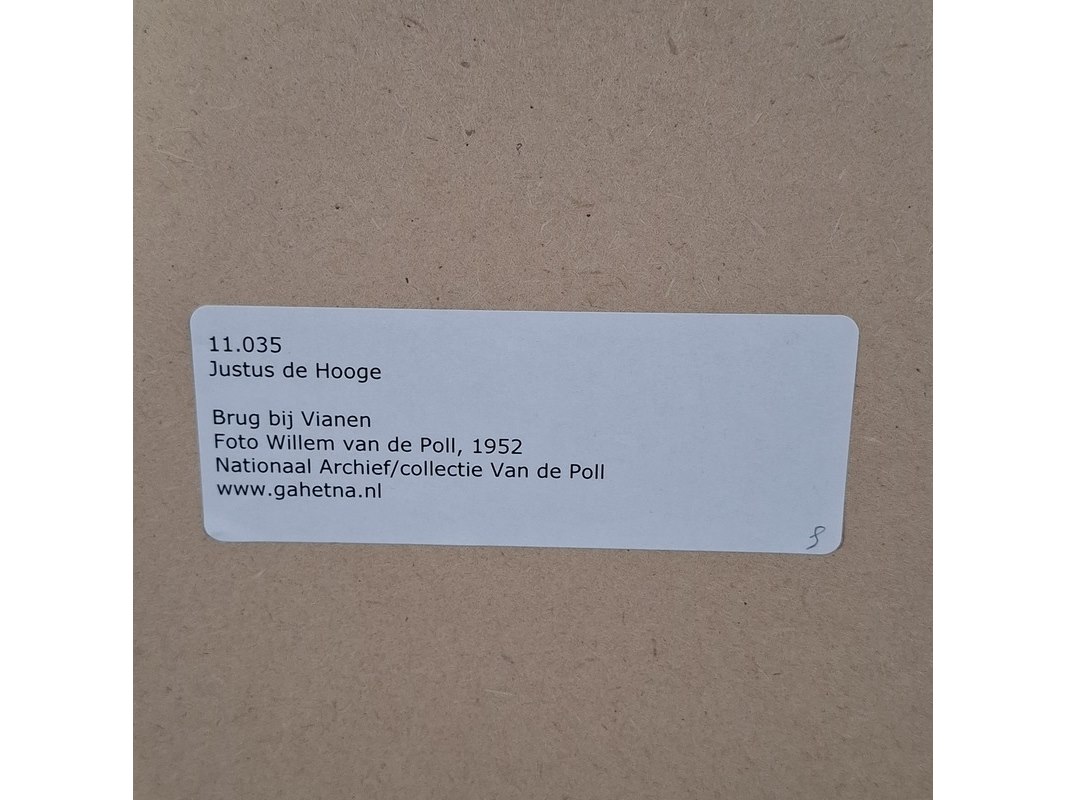 11.035
Justus de Hooge
Brug bij Vianen
Foto Willem van de Poll, 1952
Nationaal Archief/collectie Van de Poll
www.gahetna.nl